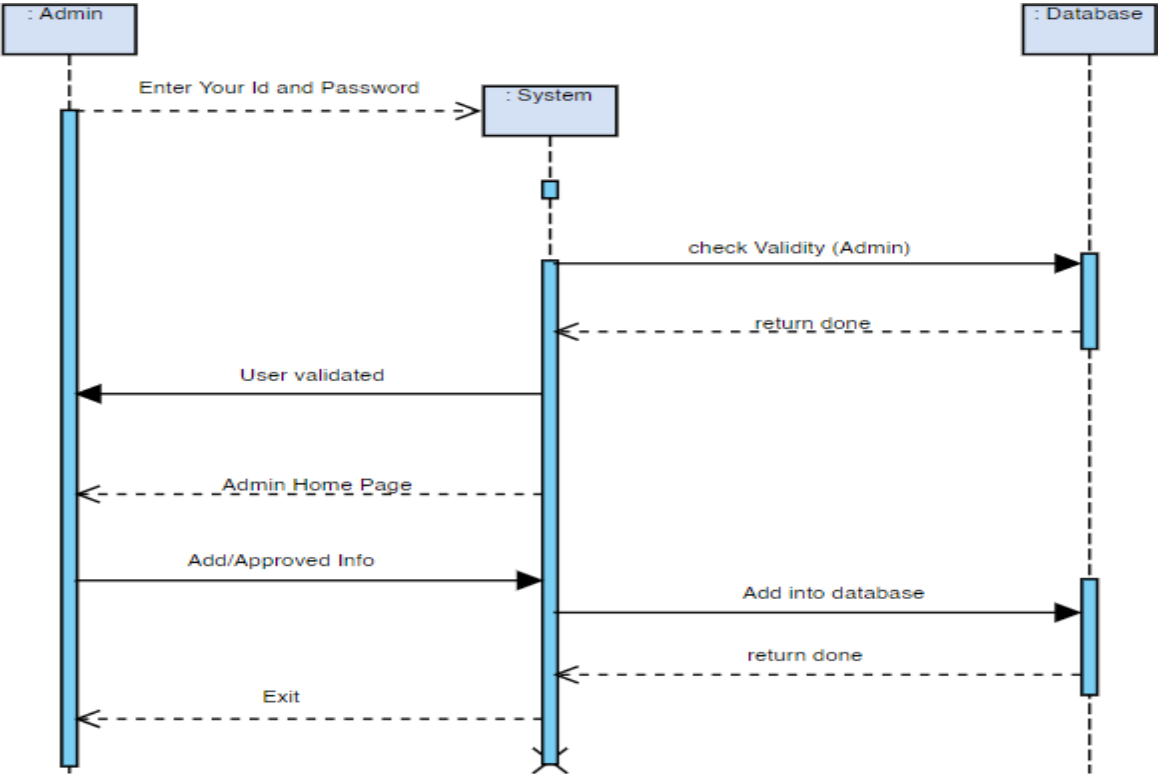 : Admin
: Database
Enter Your Id and Password
: System
check Validity (Admin)
return done
User validated
Admin Home Page
Add/Approved Info
Add into database
return done
Exit